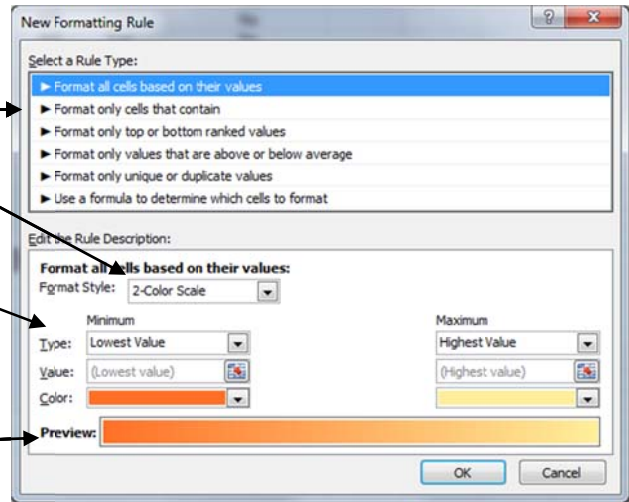 New Formatting Rule
Select a Rule Type:
► Format all cells based on their values
► Format only cells that contain
► Format only top or bottom ranked values
► Format only values that are above or below average
► Format only unique or duplicate values
► Use a formula to determine which cells to format
Edit the Rule Description:
Format all cells based on their values:
Format Style: 2-Color Scale
Minimum Maximum
Type: Lowest Value Highest Value
Value: (Lowest value) (Highest value)
Color:
Preview:
OK Cancel